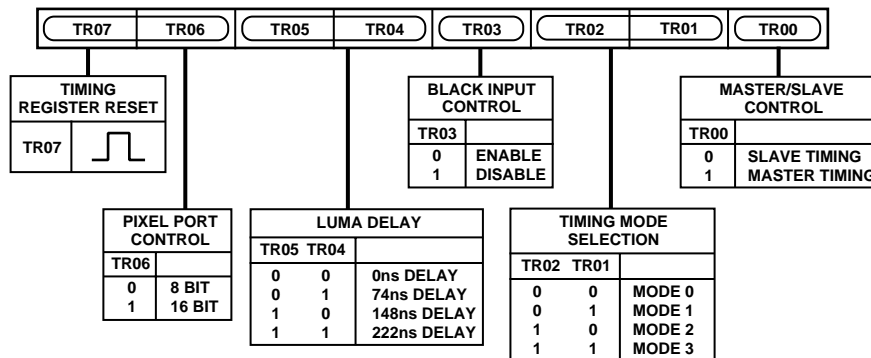 TR07 TR06 TR05 TR04 TR03 TR02 TR01 TR00
TIMING
REGISTER RESET
TR07
BLACK INPUT
CONTROL
TR03
0 ENABLE
1 DISABLE
MASTER/SLAVE
CONTROL
TR00
0 SLAVE TIMING
1 MASTER TIMING
PIXEL PORT
CONTROL
TR06
0 8 BIT
1 16 BIT
LUMA DELAY
TR05 TR04
0 0 0ns DELAY
0 1 74ns DELAY
1 0 148ns DELAY
1 1 222ns DELAY
TIMING MODE
SELECTION
TR02 TR01
0 0 MODE 0
0 1 MODE 1
1 0 MODE 2
1 1 MODE 3